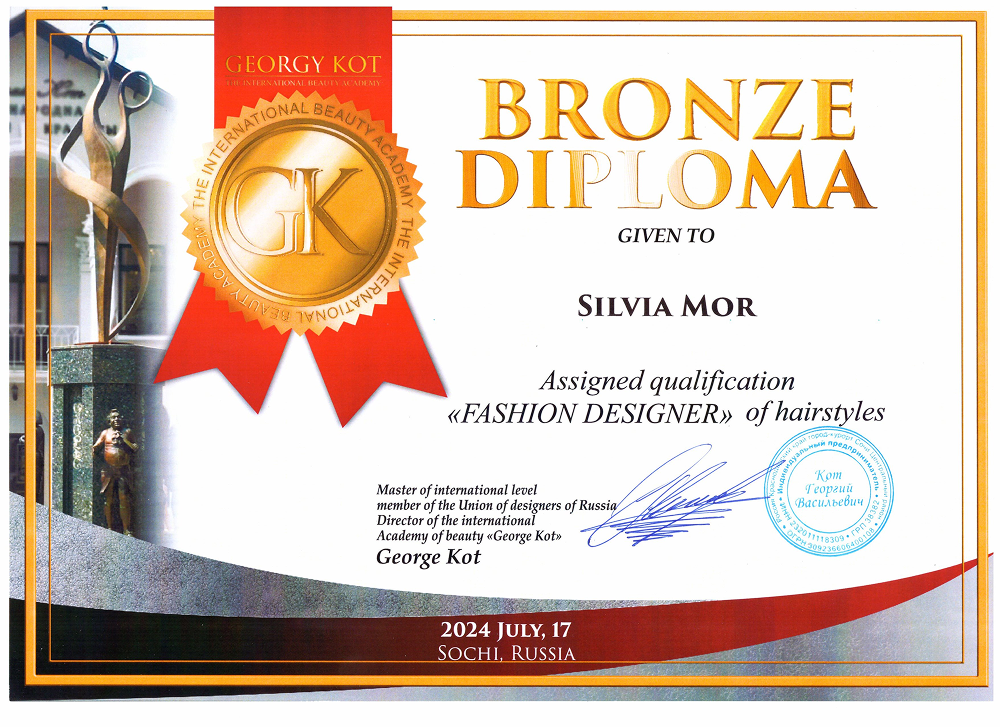 GEORGY KOT
THE INTERNATIONAL BEAUTY ACADEMY
THE INTERNATIONAL BEAUTY ACADEMY THE INTERNATIONAL BEAUTY ACADEMY
GK
BRONZE
DIPLOMA
GIVEN TO
SILVIA MOR
Assigned qualification
«FASHION DESIGNER» of hairstyles
Master of international level
member of the Union of designers of Russia
Director of the international
Academy of beauty «George Kot»
George Kot
Индивидуальный предприниматель
Кот
Георгий
Васильевич
2024 JULY, 17
SOCHI, RUSSIA